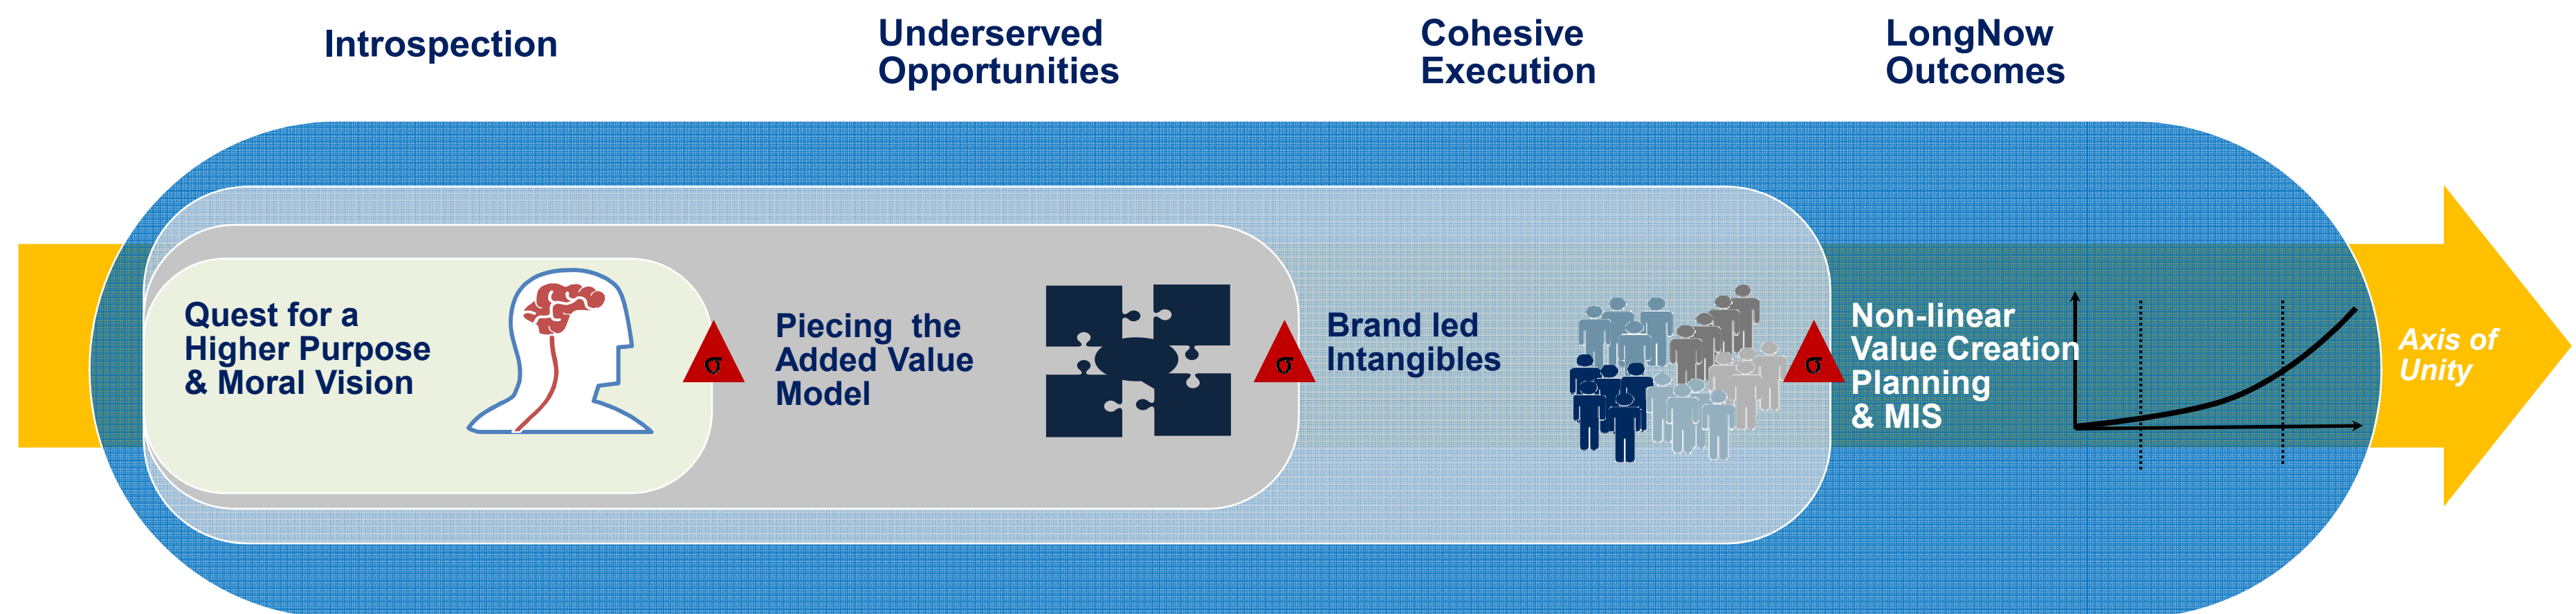 Introspection
Underserved
Opportunities
Cohesive
Execution
LongNow
Outcomes
Quest for a
Higher Purpose
& Moral Vision
σ
Piecing the
Added Value
Model
σ
Brand led
Intangibles
σ
Non-linear
Value Creation
Planning
& MIS
Axis of
Unity